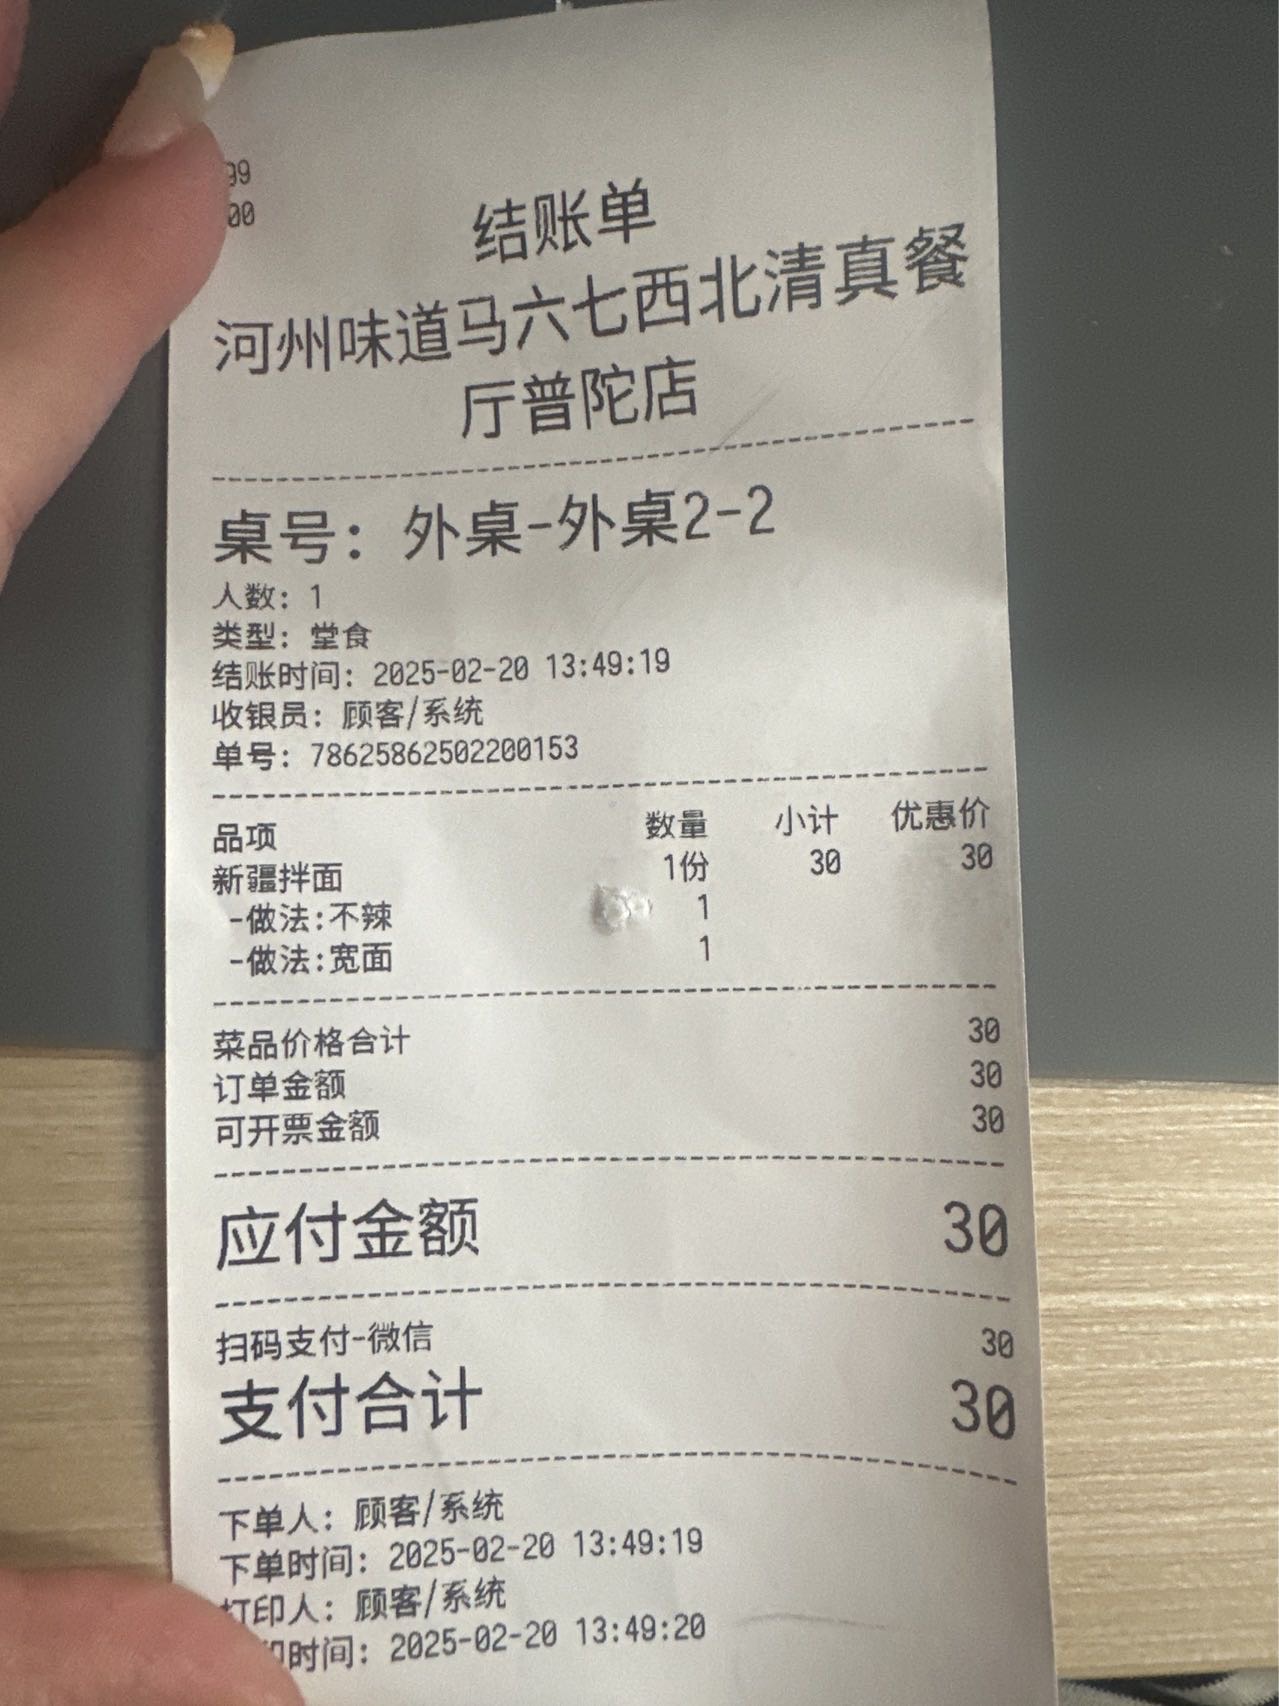 99
00
结账单
河州味道马六七西北清真餐
厅普陀店
桌号：外桌-外桌2-2
人数：1
类型：堂食
结账时间：2025-02-20 13:49:19
收银员：顾客/系统
单号：78625862502200153
品项 数量 小计 优惠价
新疆拌面 1份 30 30
-做法:不辣 1
-做法:宽面 1
菜品价格合计 30
订单金额 30
可开票金额 30
应付金额 30
扫码支付-微信 30
支付合计 30
下单人：顾客/系统
下单时间：2025-02-20 13:49:19
打印人：顾客/系统
印时间：2025-02-20 13:49:20